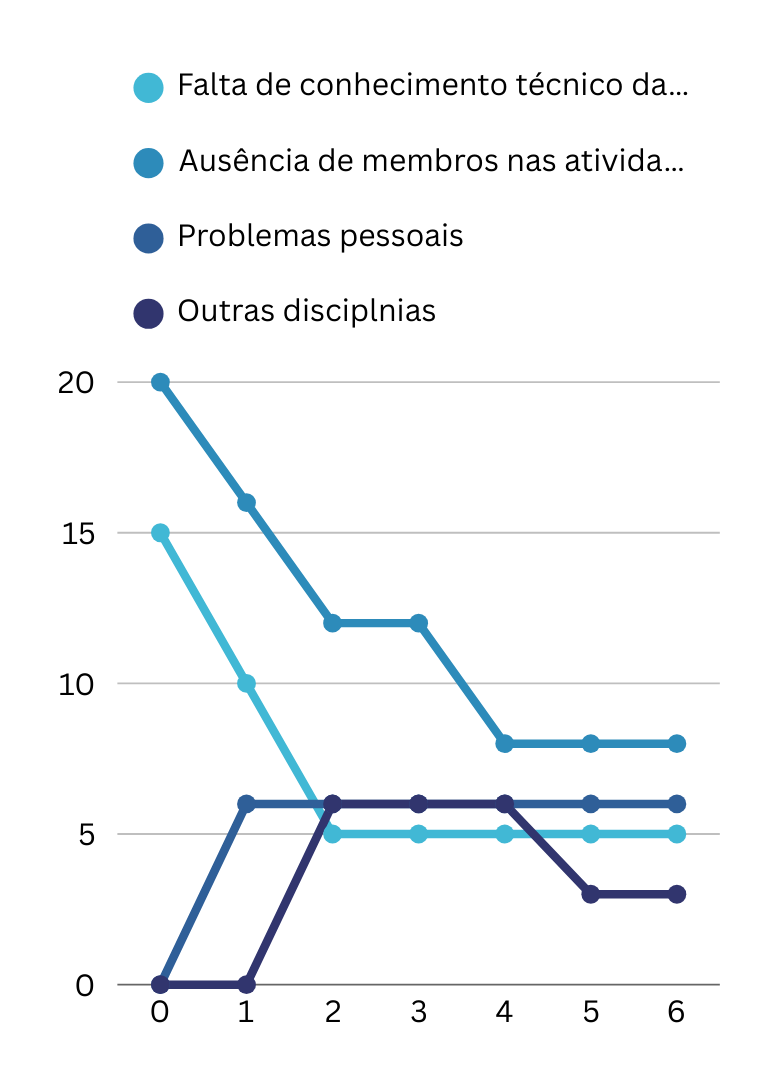 Falta de conhecimento técnico da...
Ausência de membros nas ativida...
Problemas pessoais
Outras disciplnias
20
15
10
5
0
0 1 2 3 4 5 6